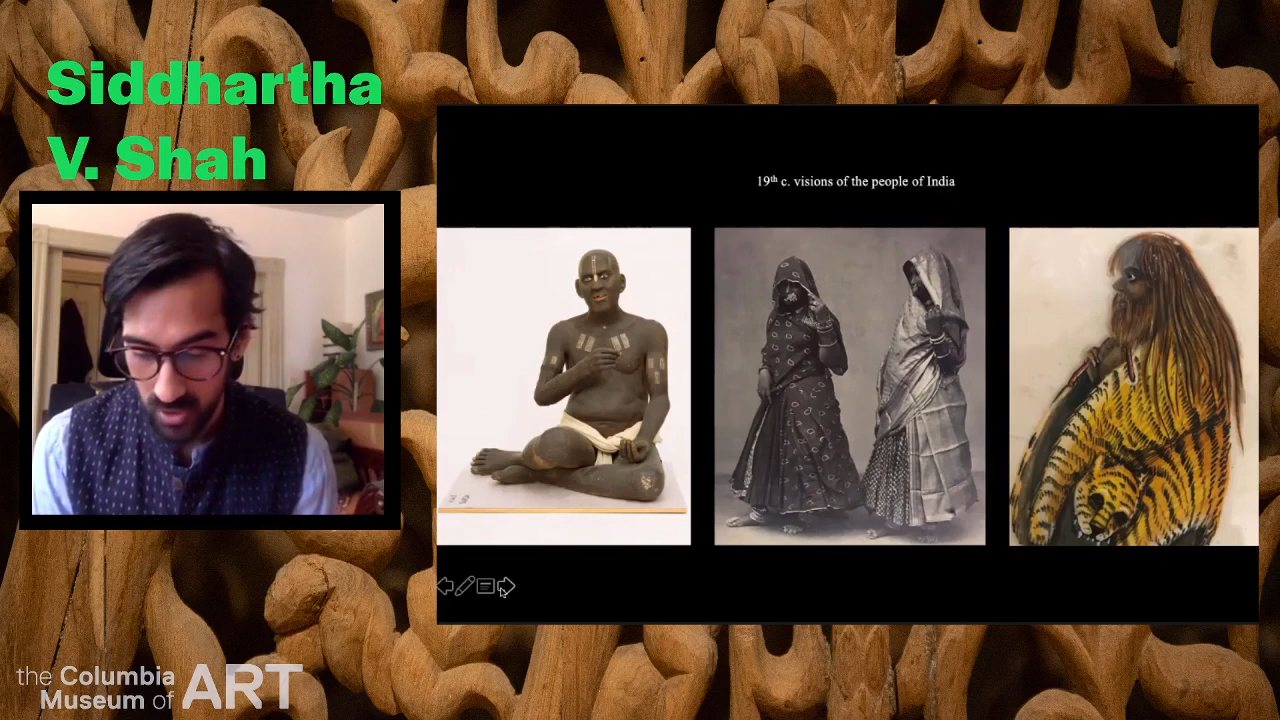 Siddhartha
V. Shah
19th c. visions of the people of India
the Columbia
Museum of ART